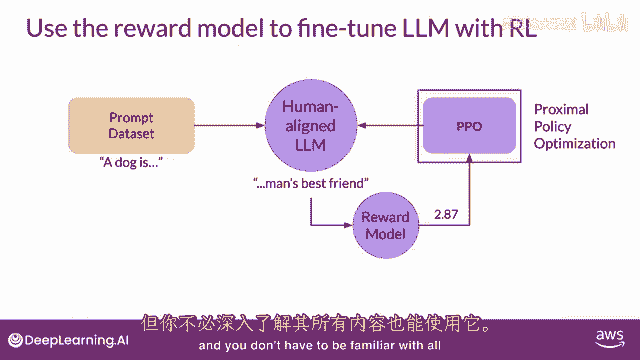 Use the reward model to fine-tune LLM with RL
Prompt
Dataset
"A dog is..."
Human-
aligned
LLM
"...man's best friend"
Reward
Model
2.87
PPO
Proximal
Policy
Optimization
但你不必深入了解其所有内容也能使用它。
DeepLearning.AI
and you don't have to be familiar with all
aws